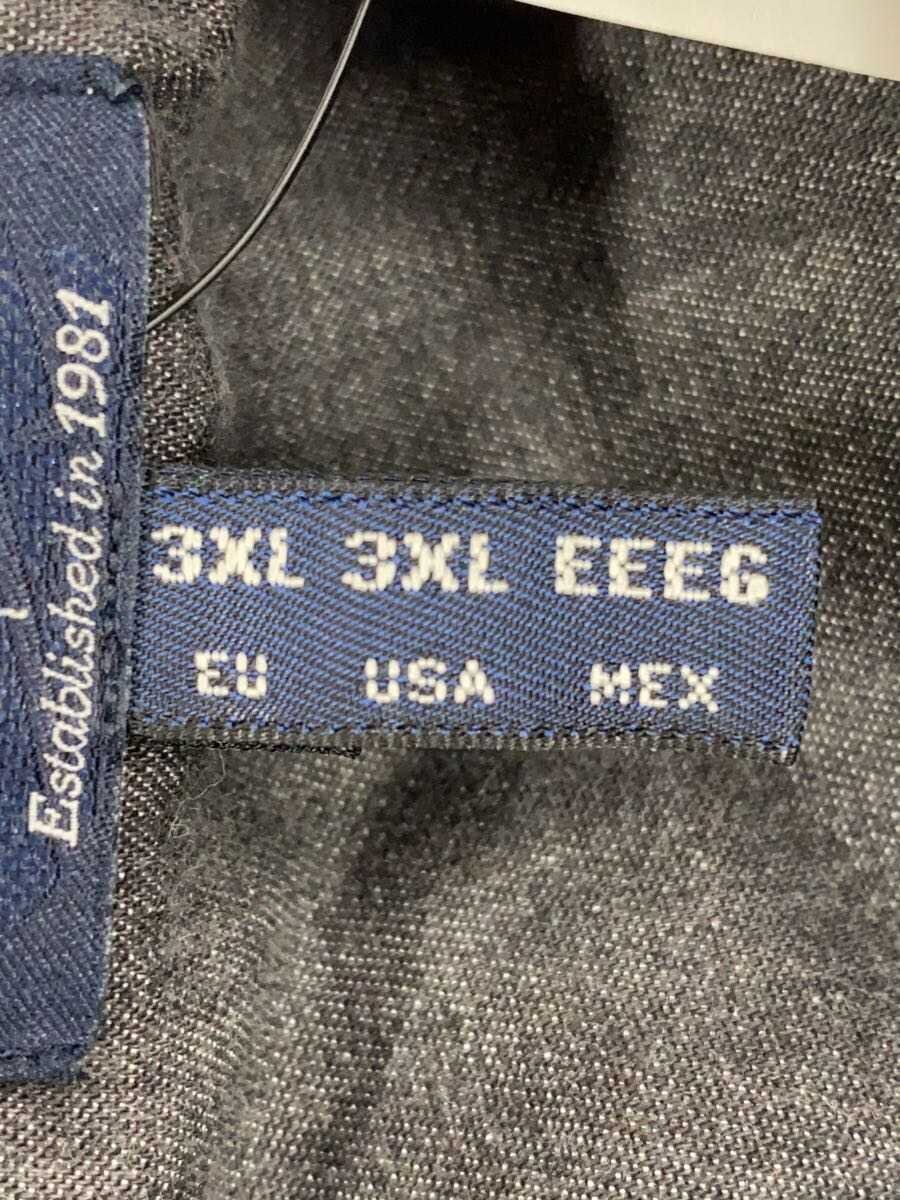 Established in 1981
3XL 3XL EEEG
EU USA MEX